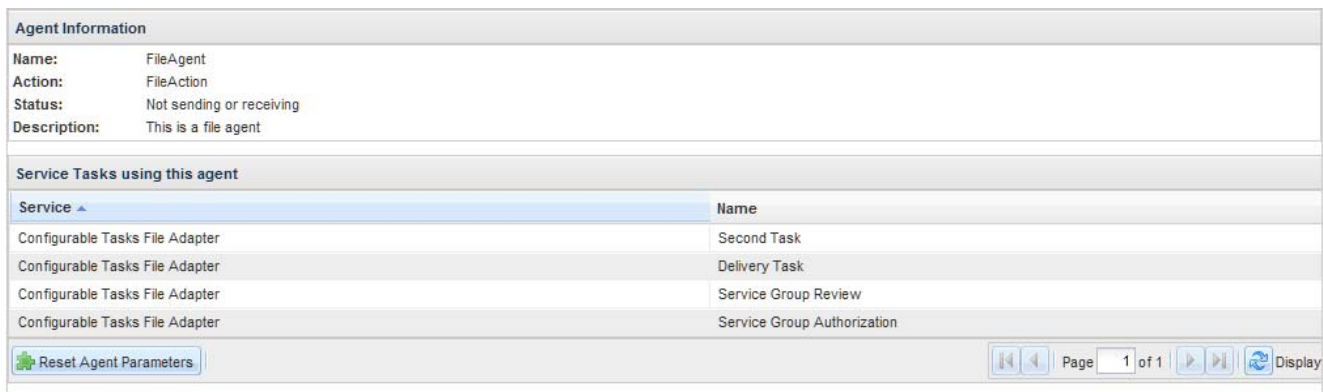 Agent Information
Name: FileAgent
Action: FileAction
Status: Not sending or receiving
Description: This is a file agent
Service Tasks using this agent
Service Name
Configurable Tasks File Adapter Second Task
Configurable Tasks File Adapter Delivery Task
Configurable Tasks File Adapter Service Group Review
Configurable Tasks File Adapter Service Group Authorization
Reset Agent Parameters Page 1 of 1 Display